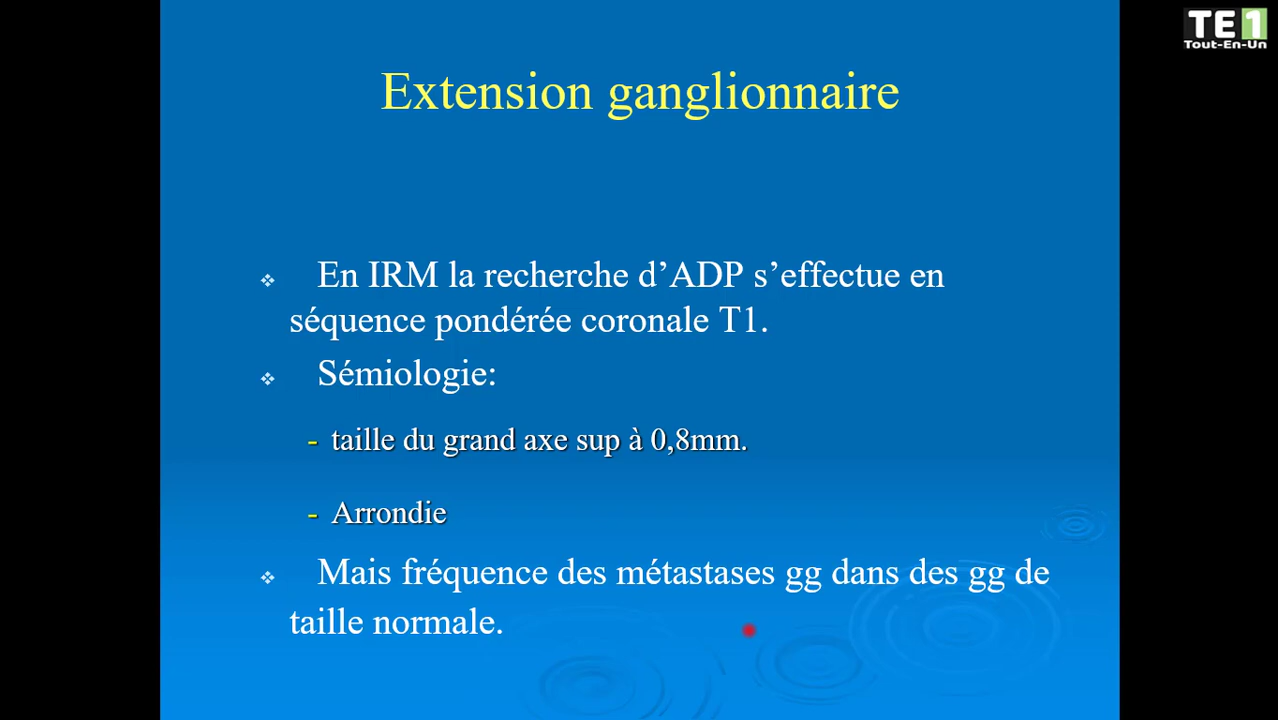 TE1
Tout-En-Un
Extension ganglionnaire
❖ En IRM la recherche d’ADP s’effectue en
séquence pondérée coronale T1.
❖ Sémiologie:
- taille du grand axe sup à 0,8mm.
- Arrondie
❖ Mais fréquence des métastases gg dans des gg de
taille normale.